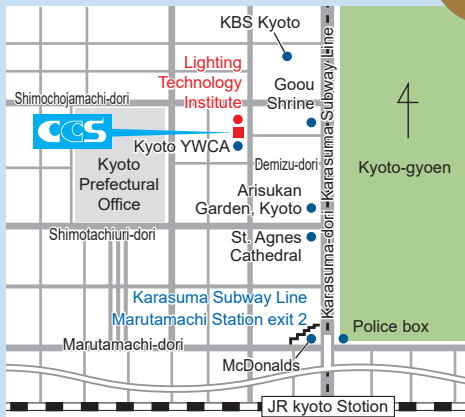 KBS Kyoto
Lighting
Technology
Institute
Goou
Shrine
Shimochojamachi-dori
CCS
Kyoto YWCA
Kyoto
Prefectural
Office
Demizu-dori
Kyoto-gyoen
Arisukan
Garden, Kyoto
Shimotachiuri-dori
St. Agnes
Cathedral
Karasuma-dori
Karasuma Subway Line
Karasuma Subway Line
Marutamachi Station exit 2
Police box
Marutamachi-dori
McDonalds
JR kyoto Station